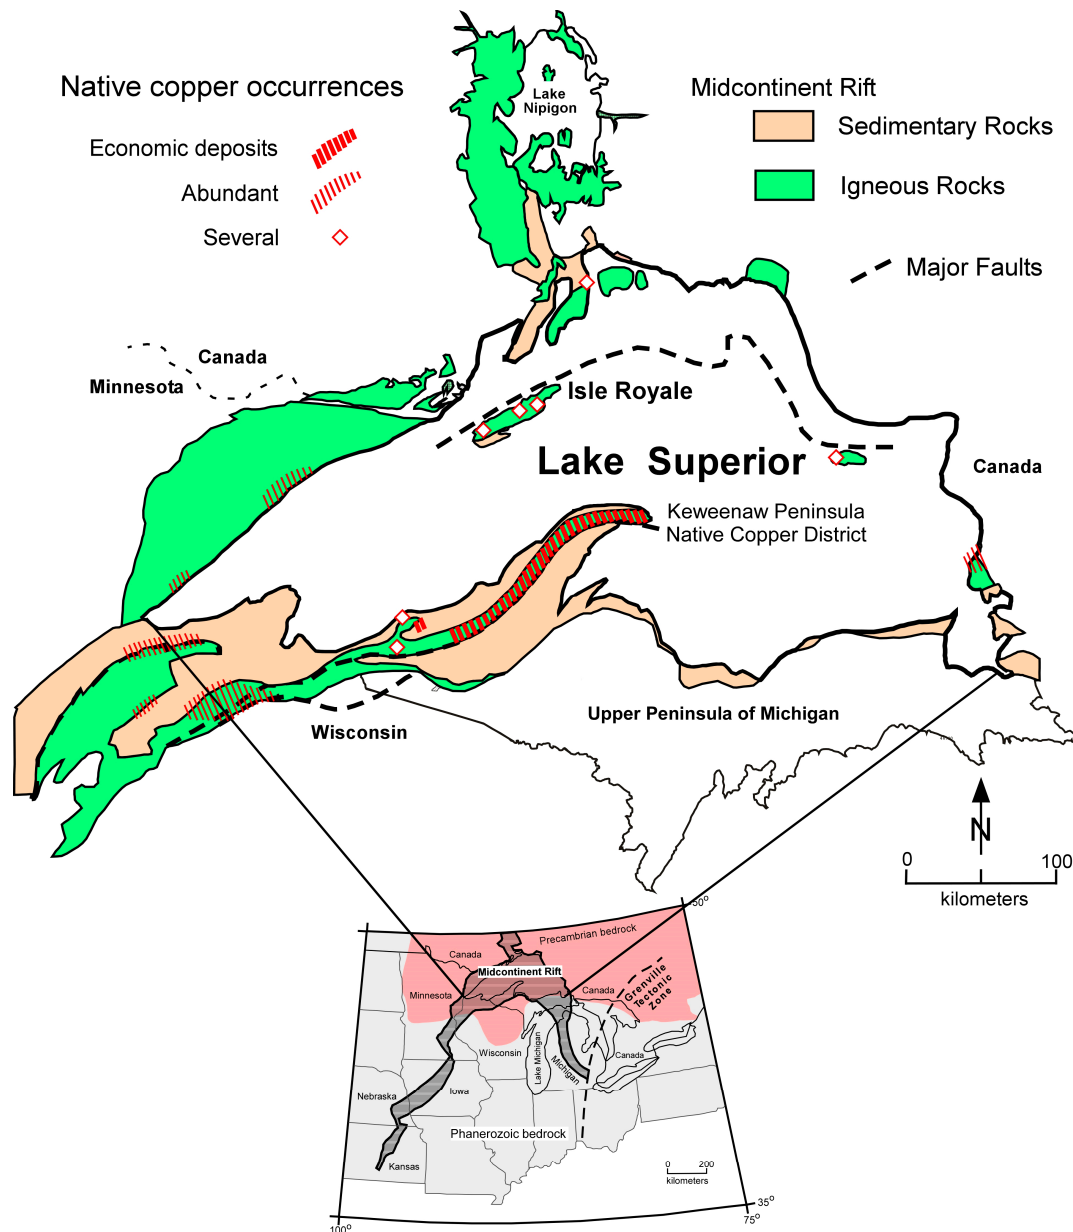 Native copper occurrences
Economic deposits
Abundant
Several
Lake
Nipigon
Midcontinent Rift
Sedimentary Rocks
Igneous Rocks
Major Faults
Canada
Minnesota
Isle Royale
Lake Superior
Canada
Keweenaw Peninsula
Native Copper District
Wisconsin
Upper Peninsula of Michigan
N
0 100
kilometers
50°
Precambrian bedrock
Canada
Midcontinent Rift
Minnesota
Canada
Grenville
Tectonic
Zone
Wisconsin
Lake Michigan
Michigan
Canada
Nebraska
Iowa
Phanerozoic bedrock
Kansas
0 200
kilometers
35°
75°
100°